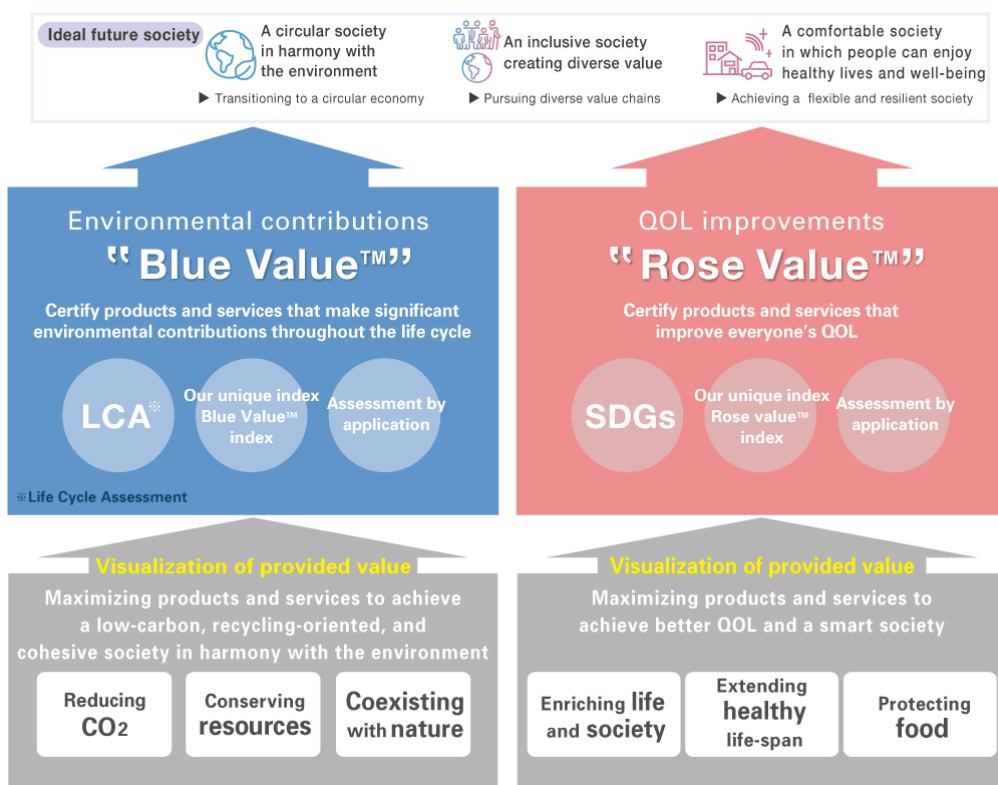 Ideal future society
A circular society
in harmony with
the environment
▶ Transitioning to a circular economy
An inclusive society
creating diverse value
▶ Pursuing diverse value chains
A comfortable society
in which people can enjoy
healthy lives and well-being
▶ Achieving a flexible and resilient society
Environmental contributions
“Blue Value™”
Certify products and services that make significant
environmental contributions throughout the life cycle
LCA※
Our unique index
Blue Value™
index
Assessment by
application
※Life Cycle Assessment
QOL improvements
“Rose Value™”
Certify products and services that
improve everyone’s QOL
SDGs
Our unique index
Rose value™
index
Assessment by
application
Visualization of provided value
Maximizing products and services to achieve
a low-carbon, recycling-oriented, and
cohesive society in harmony with the environment
Reducing
CO2
Conserving
resources
Coexisting
with nature
Visualization of provided value
Maximizing products and services to
achieve better QOL and a smart society
Enriching life
and society
Extending
healthy
life-span
Protecting
food